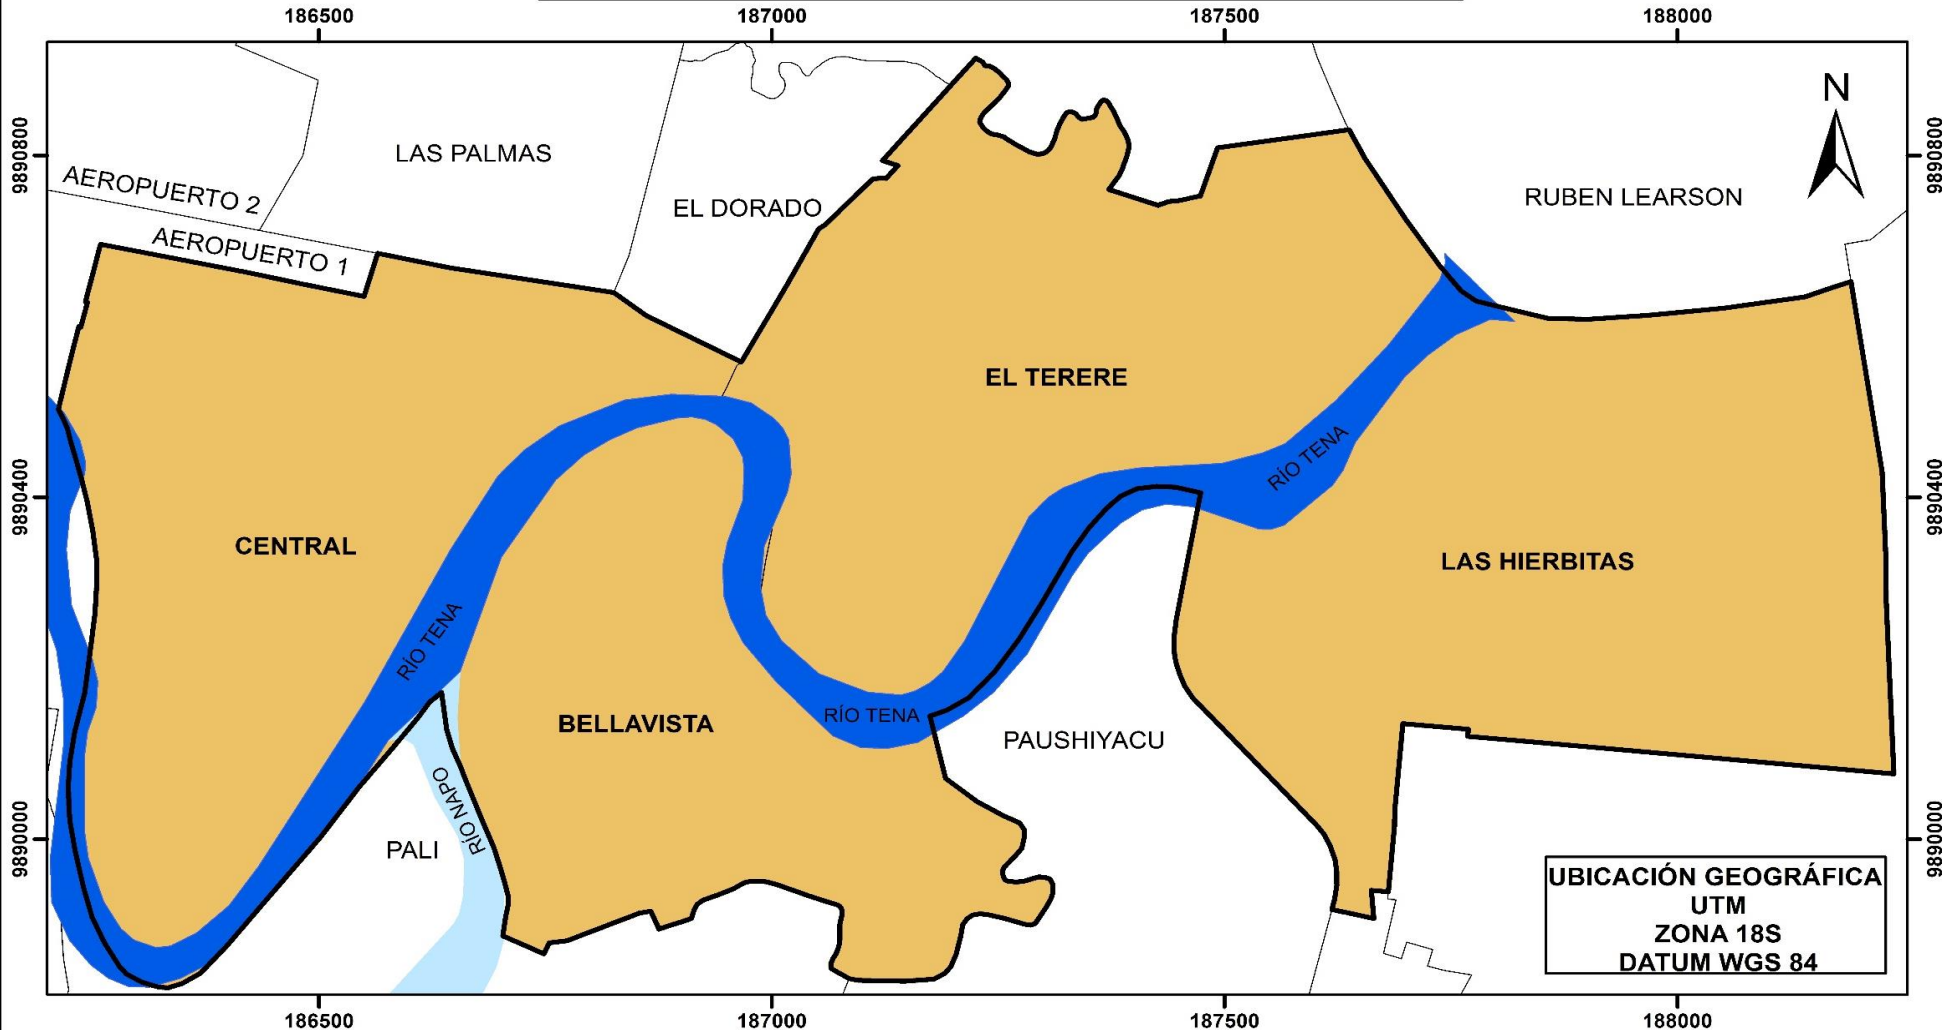 186500
187000
187500
188000
9890800
9890800
LAS PALMAS
AEROPUERTO 2
RUBEN LEARSON
N
EL DORADO
AEROPUERTO 1
EL TERERE
RÍO TENA
9890400
9890400
CENTRAL
LAS HIERBITAS
RÍO TENA
RÍO TENA
BELLAVISTA
PAUSHIYACU
RÍO NAPO
PALI
9890000
9890000
UBICACIÓN GEOGRÁFICA
UTM
ZONA 18S
DATUM WGS 84
186500
187000
187500
188000